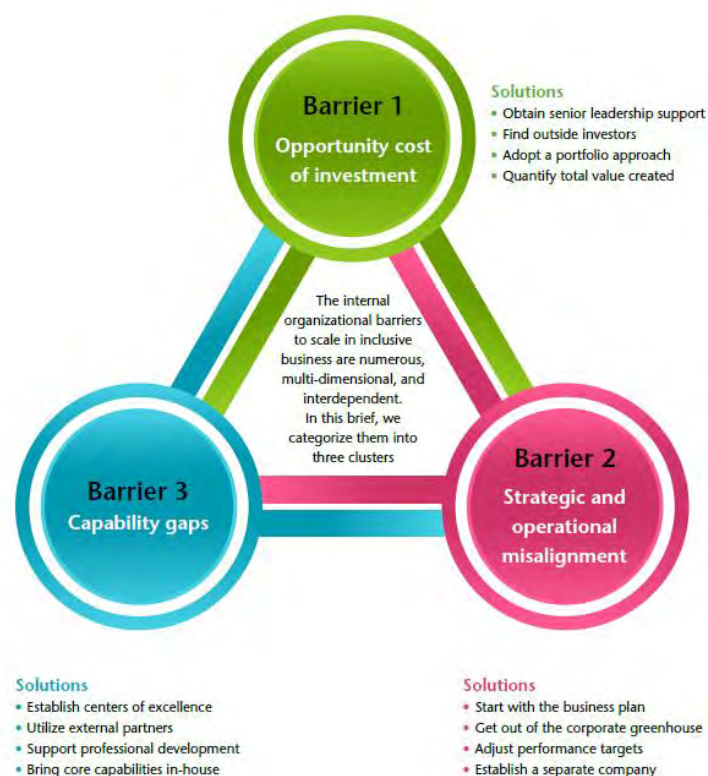 Barrier 1
Opportunity cost
of investment
Solutions
• Obtain senior leadership support
• Find outside investors
• Adopt a portfolio approach
• Quantify total value created
The internal
organizational barriers
to scale in inclusive
business are numerous,
multi-dimensional, and
interdependent.
In this brief, we
categorize them into
three clusters
Barrier 3
Capability gaps
Barrier 2
Strategic and
operational
misalignment
Solutions
• Establish centers of excellence
• Utilize external partners
• Support professional development
• Bring core capabilities in-house
Solutions
• Start with the business plan
• Get out of the corporate greenhouse
• Adjust performance targets
• Establish a separate company